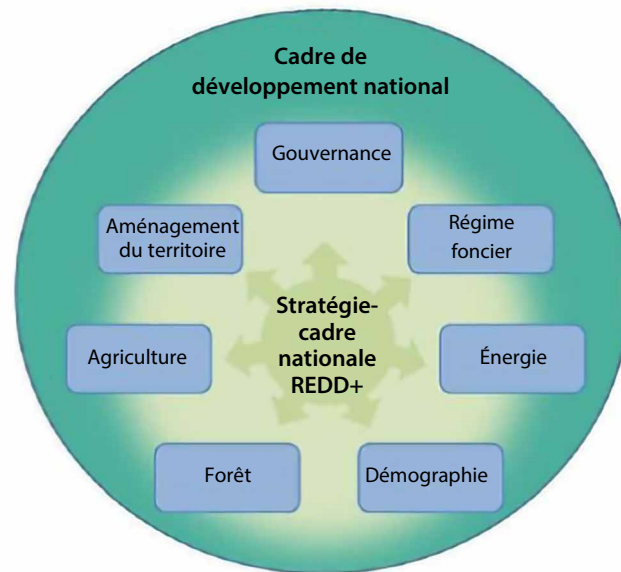 Cadre de
développement national
Gouvernance
Aménagement
du territoire
Régime
foncier
Stratégie-
cadre
nationale
REDD+
Agriculture
Énergie
Forêt
Démographie